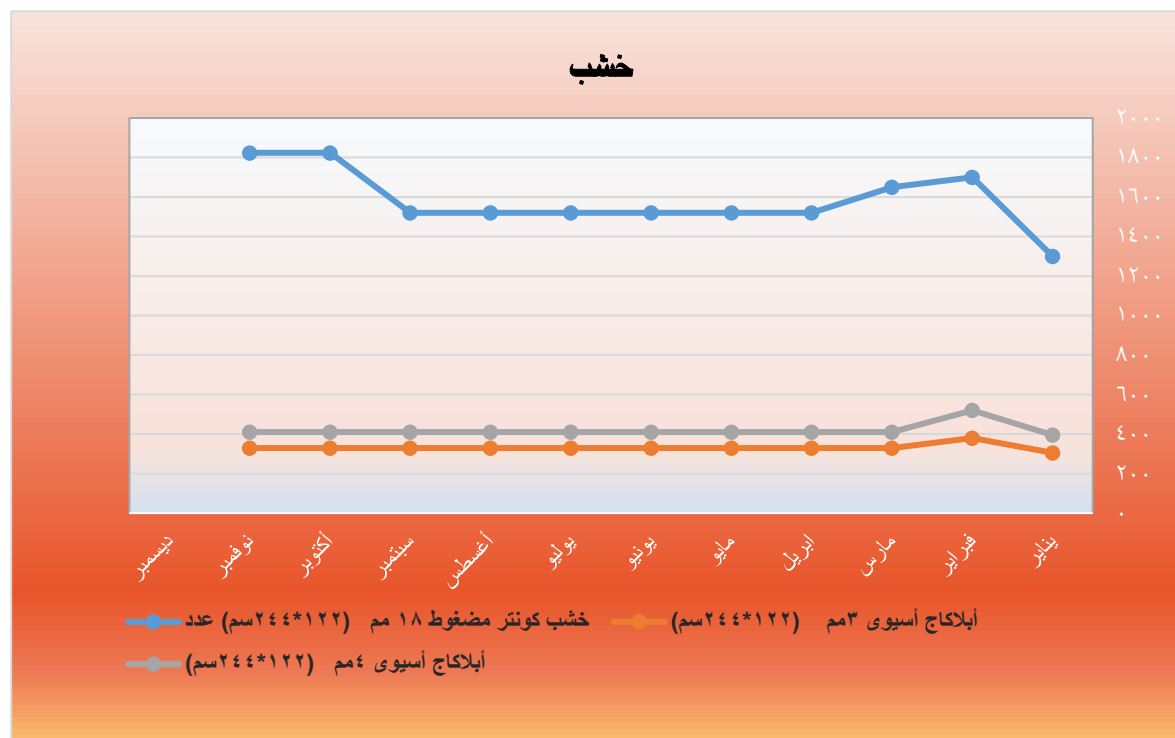 خشب
٢٠٠٠
١٨٠٠
١٦٠٠
١٤٠٠
١٢٠٠
١٠٠٠
٨٠٠
٦٠٠
٤٠٠
٢٠٠
٠
يناير
فبراير
مارس
ابريل
مايو
يونيو
يوليو
أغسطس
سبتمبر
أكتوبر
نوفمبر
ديسمبر
خشب كونتر مضغوط ١٨ مم (١٢٢*٢٤٤سم) عدد
أبلاكاج أسيوى ٣مم (١٢٢*٢٤٤سم)
أبلاكاج أسيوى ٤مم (١٢٢*٢٤٤سم)